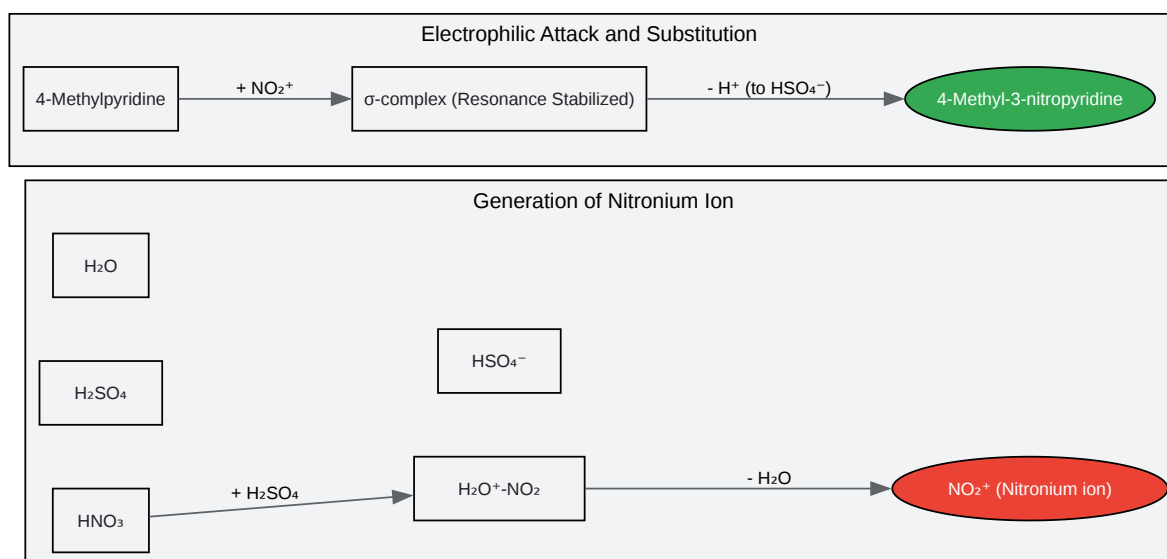 Electrophilic Attack and Substitution
4-Methylpyridine
+ NO₂⁺
σ-complex (Resonance Stabilized)
- H⁺ (to HSO₄⁻)
4-Methyl-3-nitropyridine
Generation of Nitronium Ion
H₂O
HSO₄⁻
H₂SO₄
HNO₃
+ H₂SO₄
H₂O⁺-NO₂
- H₂O
NO₂⁺ (Nitronium ion)